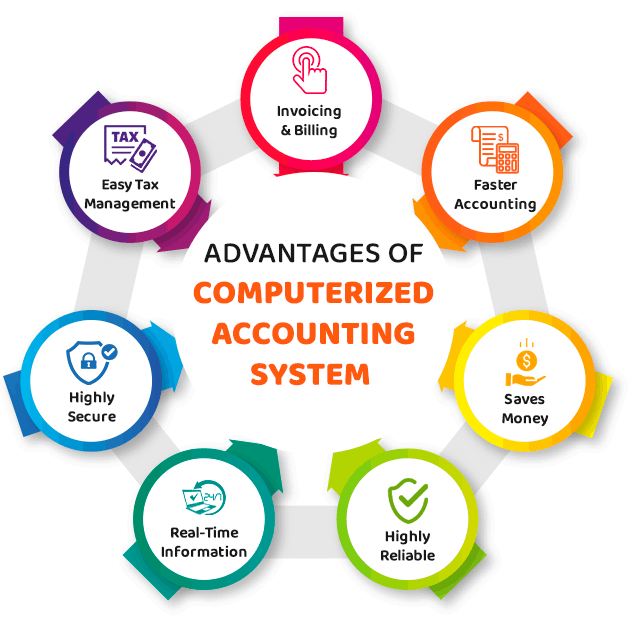 ADVANTAGES OF
COMPUTERIZED
ACCOUNTING
SYSTEM
Invoicing
& Billing
$
Faster
Accounting
$
Saves
Money
Highly
Reliable
24/7
Real-Time
Information
Highly
Secure
TAX
Easy Tax
Management